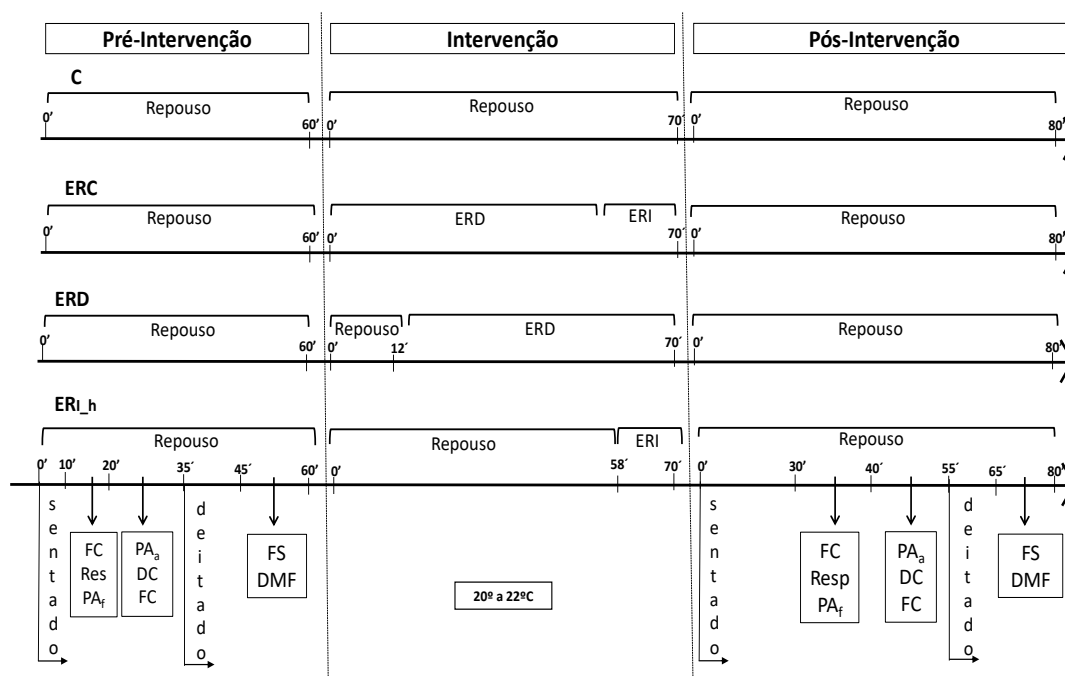 Pré-Intervenção Intervenção Pós-Intervenção
C
Repouso Repouso Repouso
0’ 60’ 0’ 70´ 0’ 80’
ERC
Repouso ERD ERI Repouso
0’ 60’ 0’ 70´ 0’ 80’
ERD
Repouso Repouso ERD Repouso
0’ 60´ 0’ 12´ 70´ 0’ 80’
ERI_h
Repouso Repouso ERI Repouso
0’ 10’ 20’ 35´ 45´ 60’ 0’ 58´ 70´ 0’ 30’ 40’ 55’ 65’ 80’
sentado
FC
Res
PAf
PAa
DC
FC
deitado
FS
DMF
20º a 22ºC
sentado
FC
Resp
PAf
PAa
DC
FC
deitado
FS
DMF